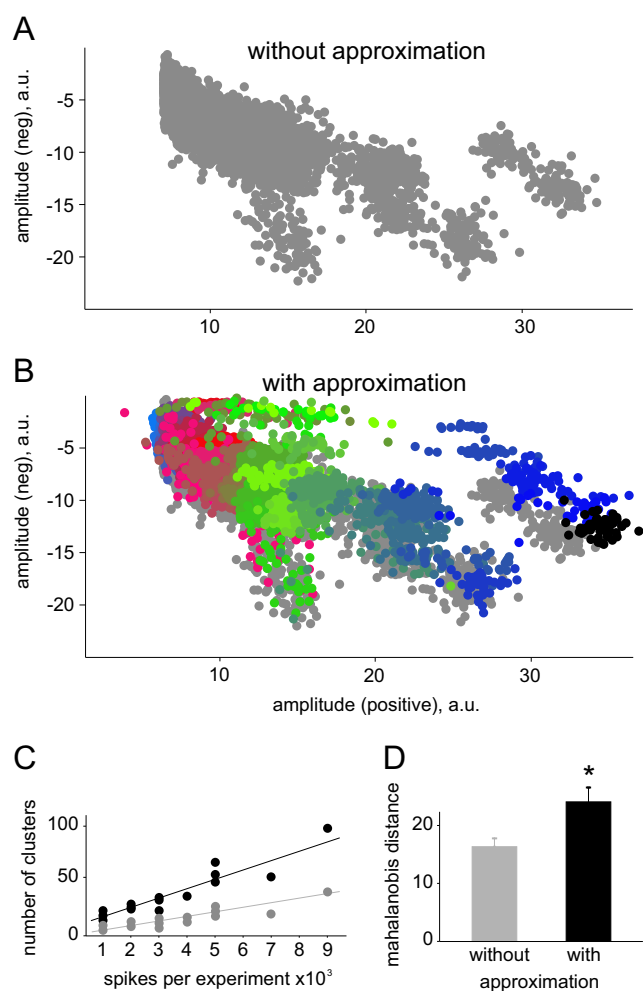 A
without approximation
amplitude (neg), a.u.
-5
-10
-15
-20
10
20
30
B
with approximation
amplitude (neg), a.u.
-5
-10
-15
-20
10
20
30
amplitude (positive), a.u.
C
number of clusters
100
50
0
1 2 3 4 5 6 7 8 9
spikes per experiment x10³
D
*
mahalanobis distance
20
10
0
without
with
approximation